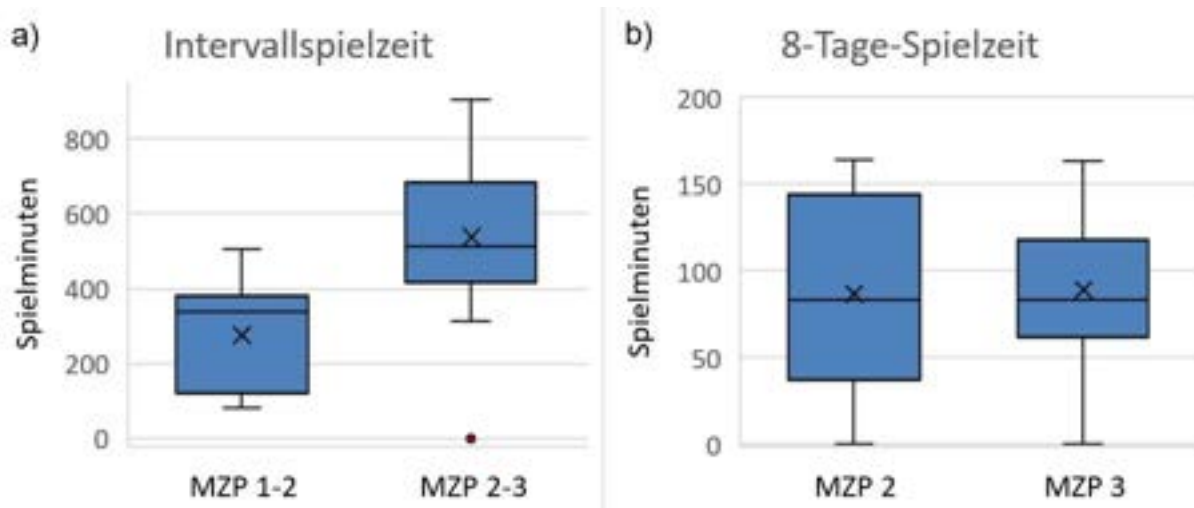 a)
Intervallspielzeit
Spielminuten
800
600
400
200
0
MZP 1-2
MZP 2-3
b)
8-Tage-Spielzeit
Spielminuten
200
150
100
50
0
MZP 2
MZP 3